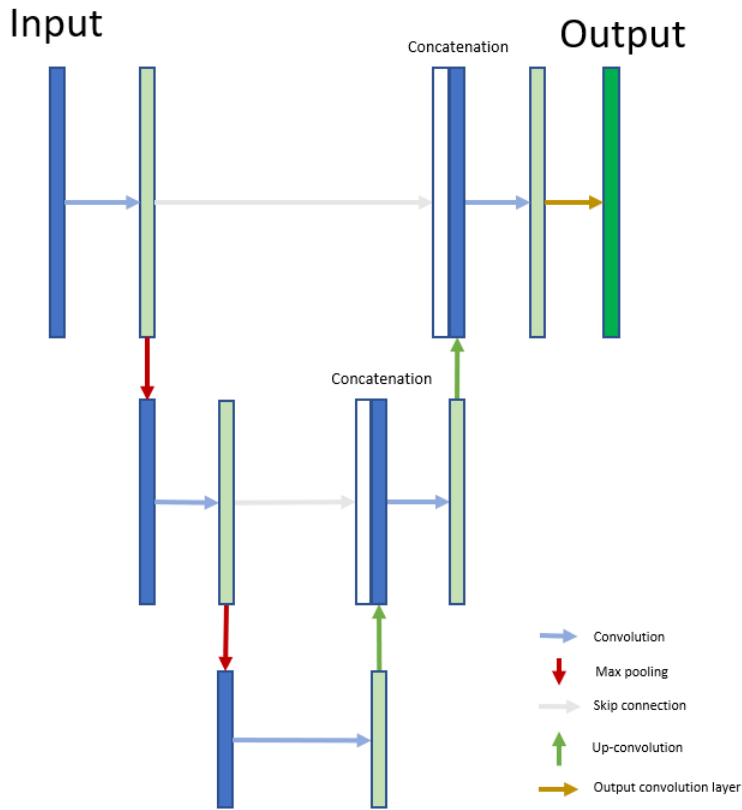 Input
Concatenation
Output
Concatenation
Convolution
Max pooling
Skip connection
Up-convolution
Output convolution layer